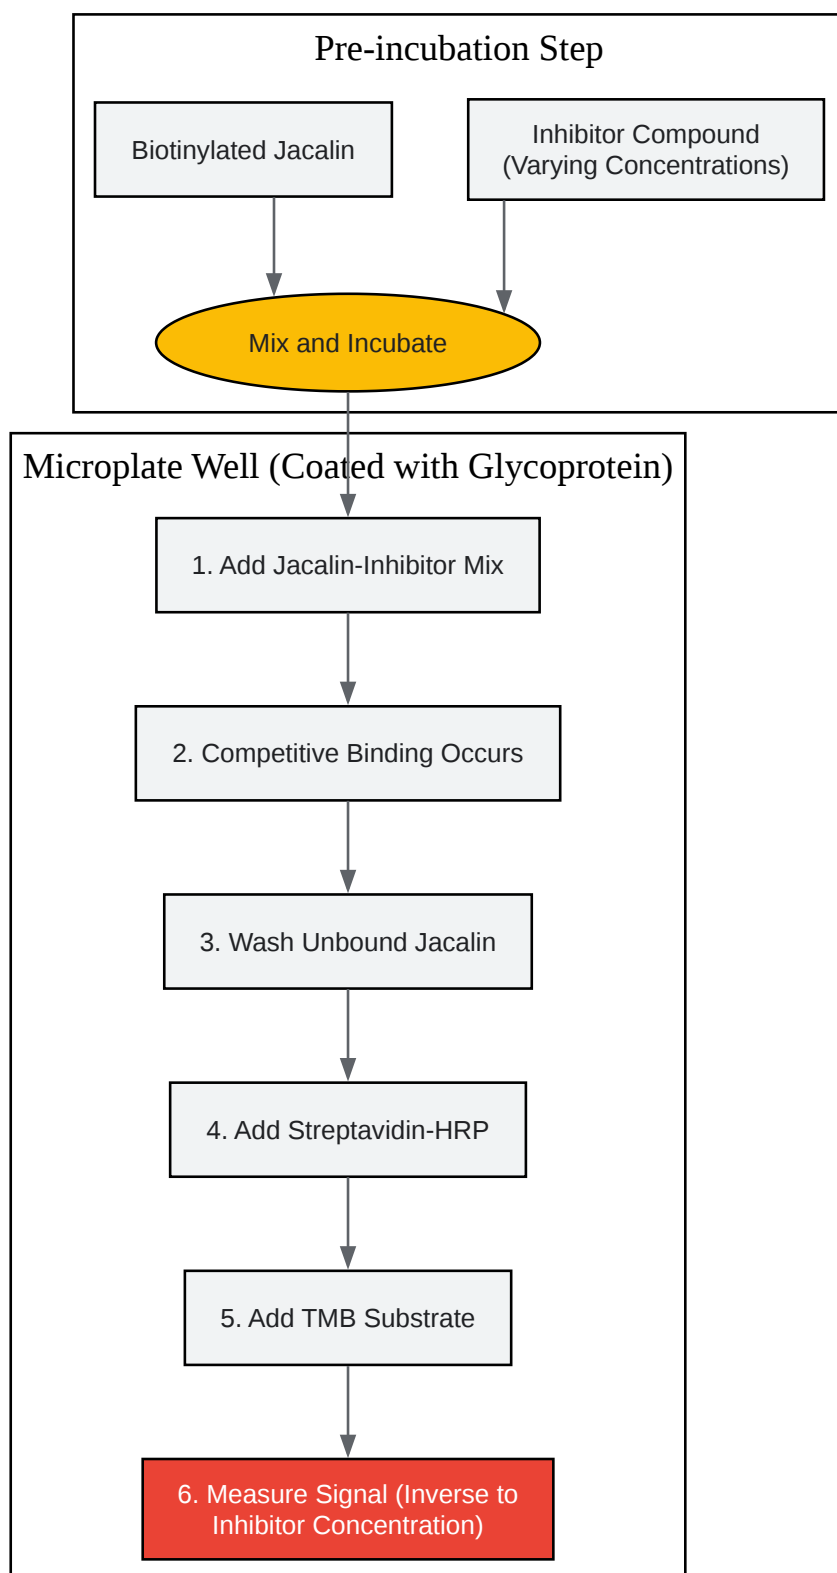 Pre-incubation Step
Biotinylated Jacalin
Inhibitor Compound
(Varying Concentrations)
Mix and Incubate
Microplate Well (Coated with Glycoprotein)
1. Add Jacalin-Inhibitor Mix
2. Competitive Binding Occurs
3. Wash Unbound Jacalin
4. Add Streptavidin-HRP
5. Add TMB Substrate
6. Measure Signal (Inverse to
Inhibitor Concentration)